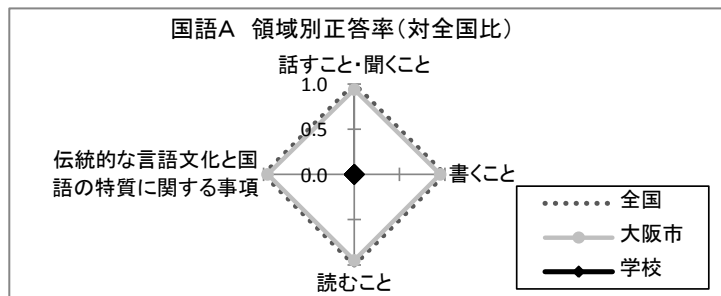 国語A 領域別正答率(対全国比)
話すこと・聞くこと
1.0
0.5
0.0
伝統的な言語文化と国
語の特質に関する事項
書くこと
読むこと
全国
大阪市
学校